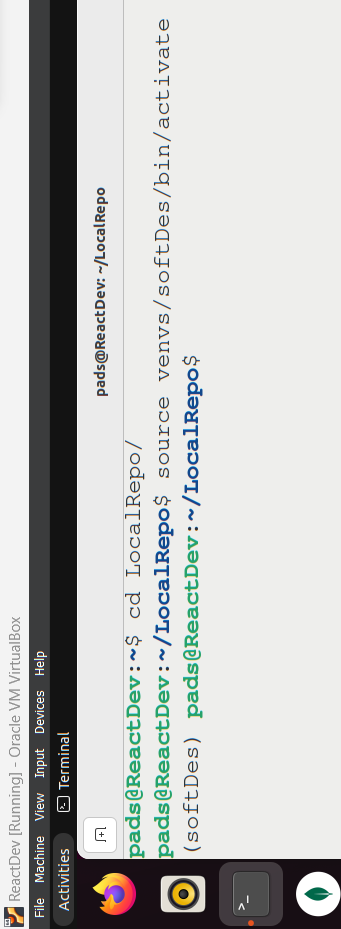 ReactDev [Running] - Oracle VM VirtualBox
File Machine View Input Devices Help
Activities Terminal
pads@ReactDev: ~/LocalRepo
pads@ReactDev:~$ cd LocalRepo/
pads@ReactDev:~/LocalRepo$ source venvs/softDes/bin/activate
(softDes) pads@ReactDev:~/LocalRepo$